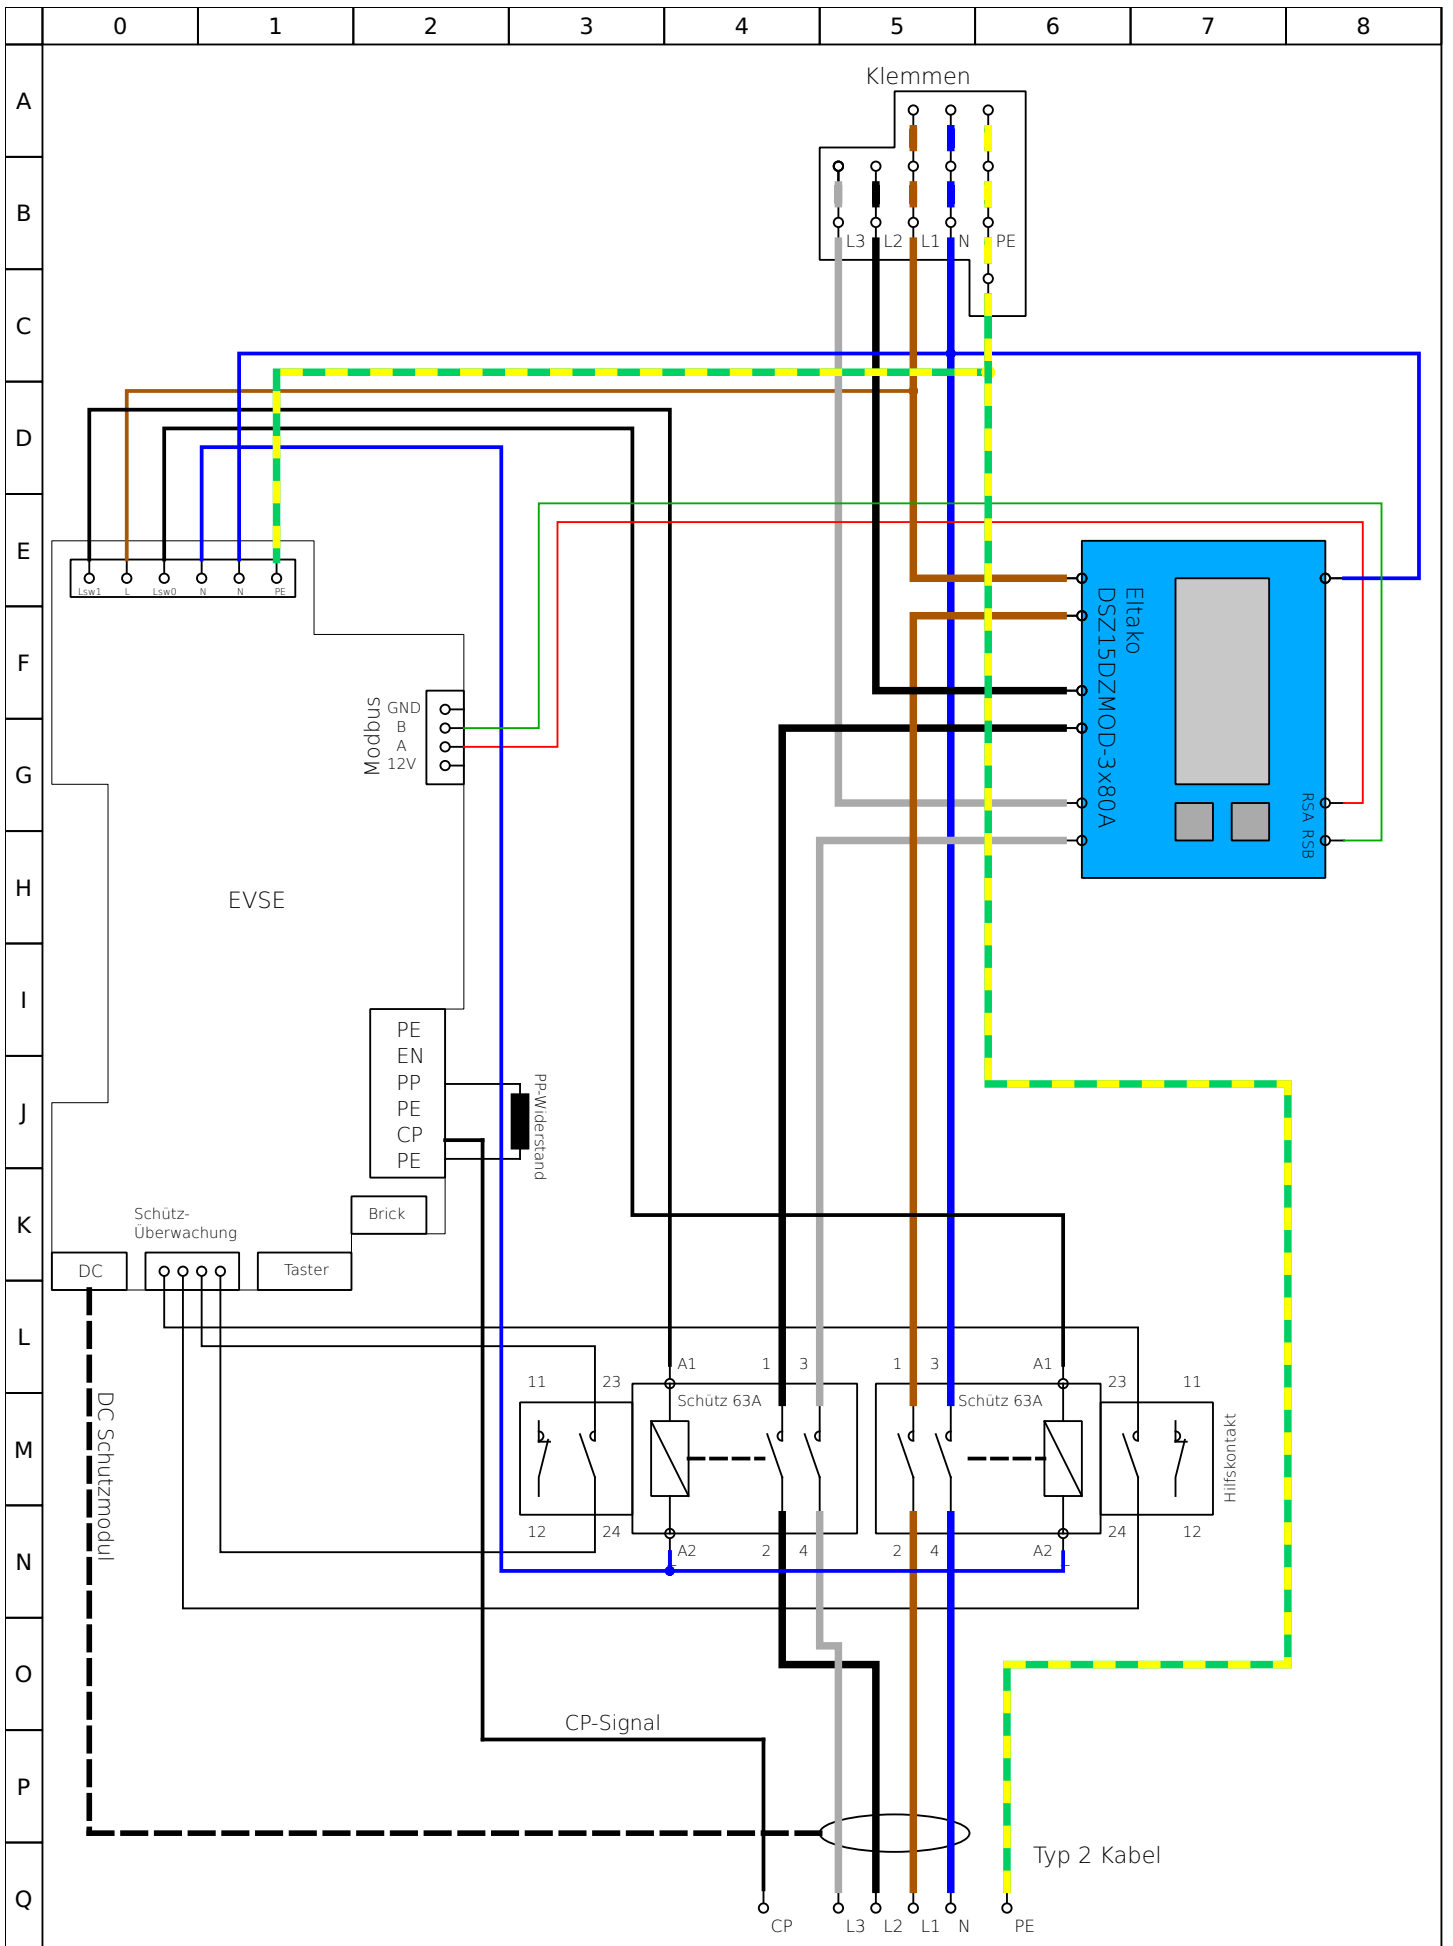 0 1 2 3 4 5 6 7 8
A
Klemmen
B
L3 L2 L1 N PE
C
D
E
Lsw1 L Lsw0 N N PE
Eltako
DSZ15DZMOD-3x80A
RSA RSB
F
Modbus
GND
B
A
12V
G
H
EVSE
I
PE
EN
PP
PE
CP
PE
PP-Widerstand
J
K
Schütz-
Überwachung
Brick
DC
Taster
L
DC Schutzmodul
11 23 A1 1 3 1 3 A1 23 11
Schütz 63A Schütz 63A
M
Hilfskontakt
12 24 A2 2 4 2 4 A2 24 12
N
O
CP-Signal
P
Typ 2 Kabel
Q
CP L3 L2 L1 N PE